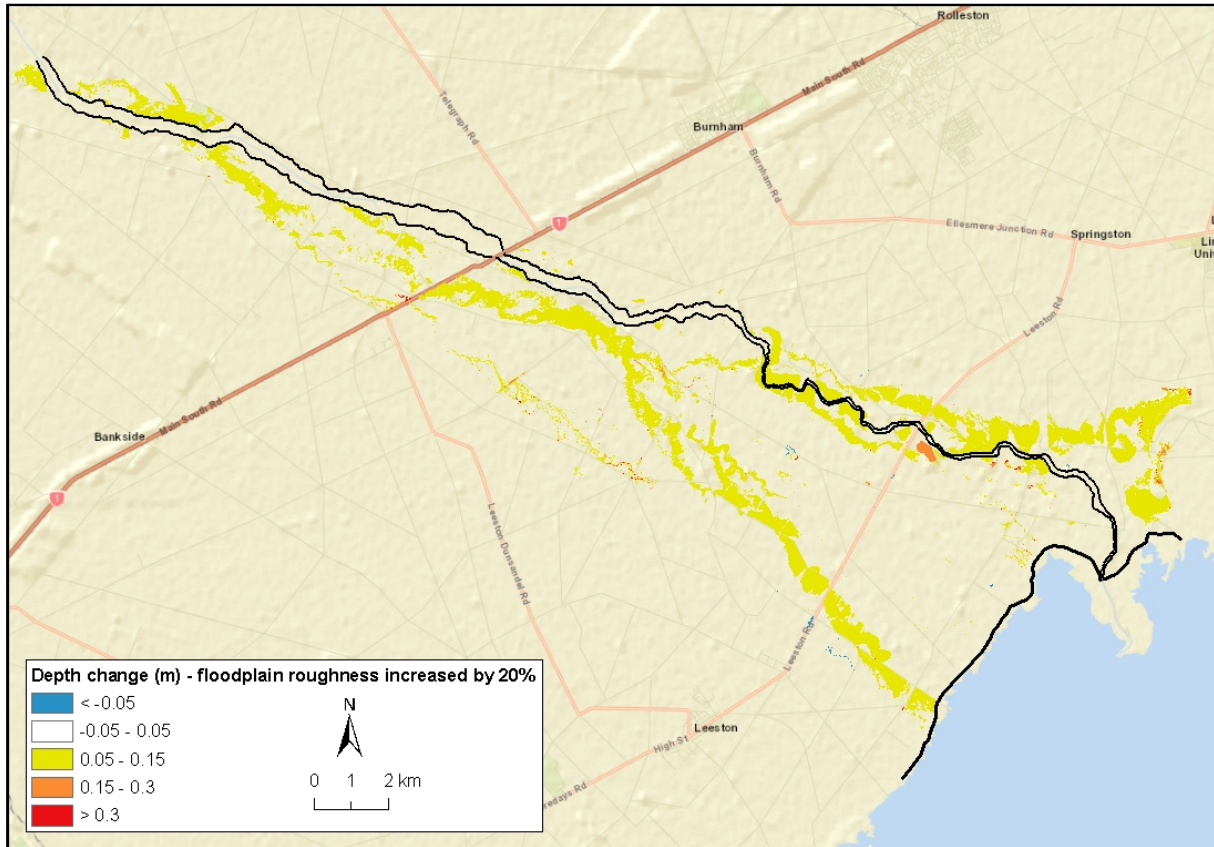 Rolleston
Main South Rd
Telegraph Rd
Burnham
Burnham Rd
1
Ellesmere Junction Rd
Springston
Leeston Rd
Bankside
Main South Rd
1
Leeston Dunsandel Rd
Leeston Rd
Leeston
High St
Depth change (m) - floodplain roughness increased by 20%
< -0.05
-0.05 - 0.05
0.05 - 0.15
0.15 - 0.3
> 0.3
N
0 1 2 km